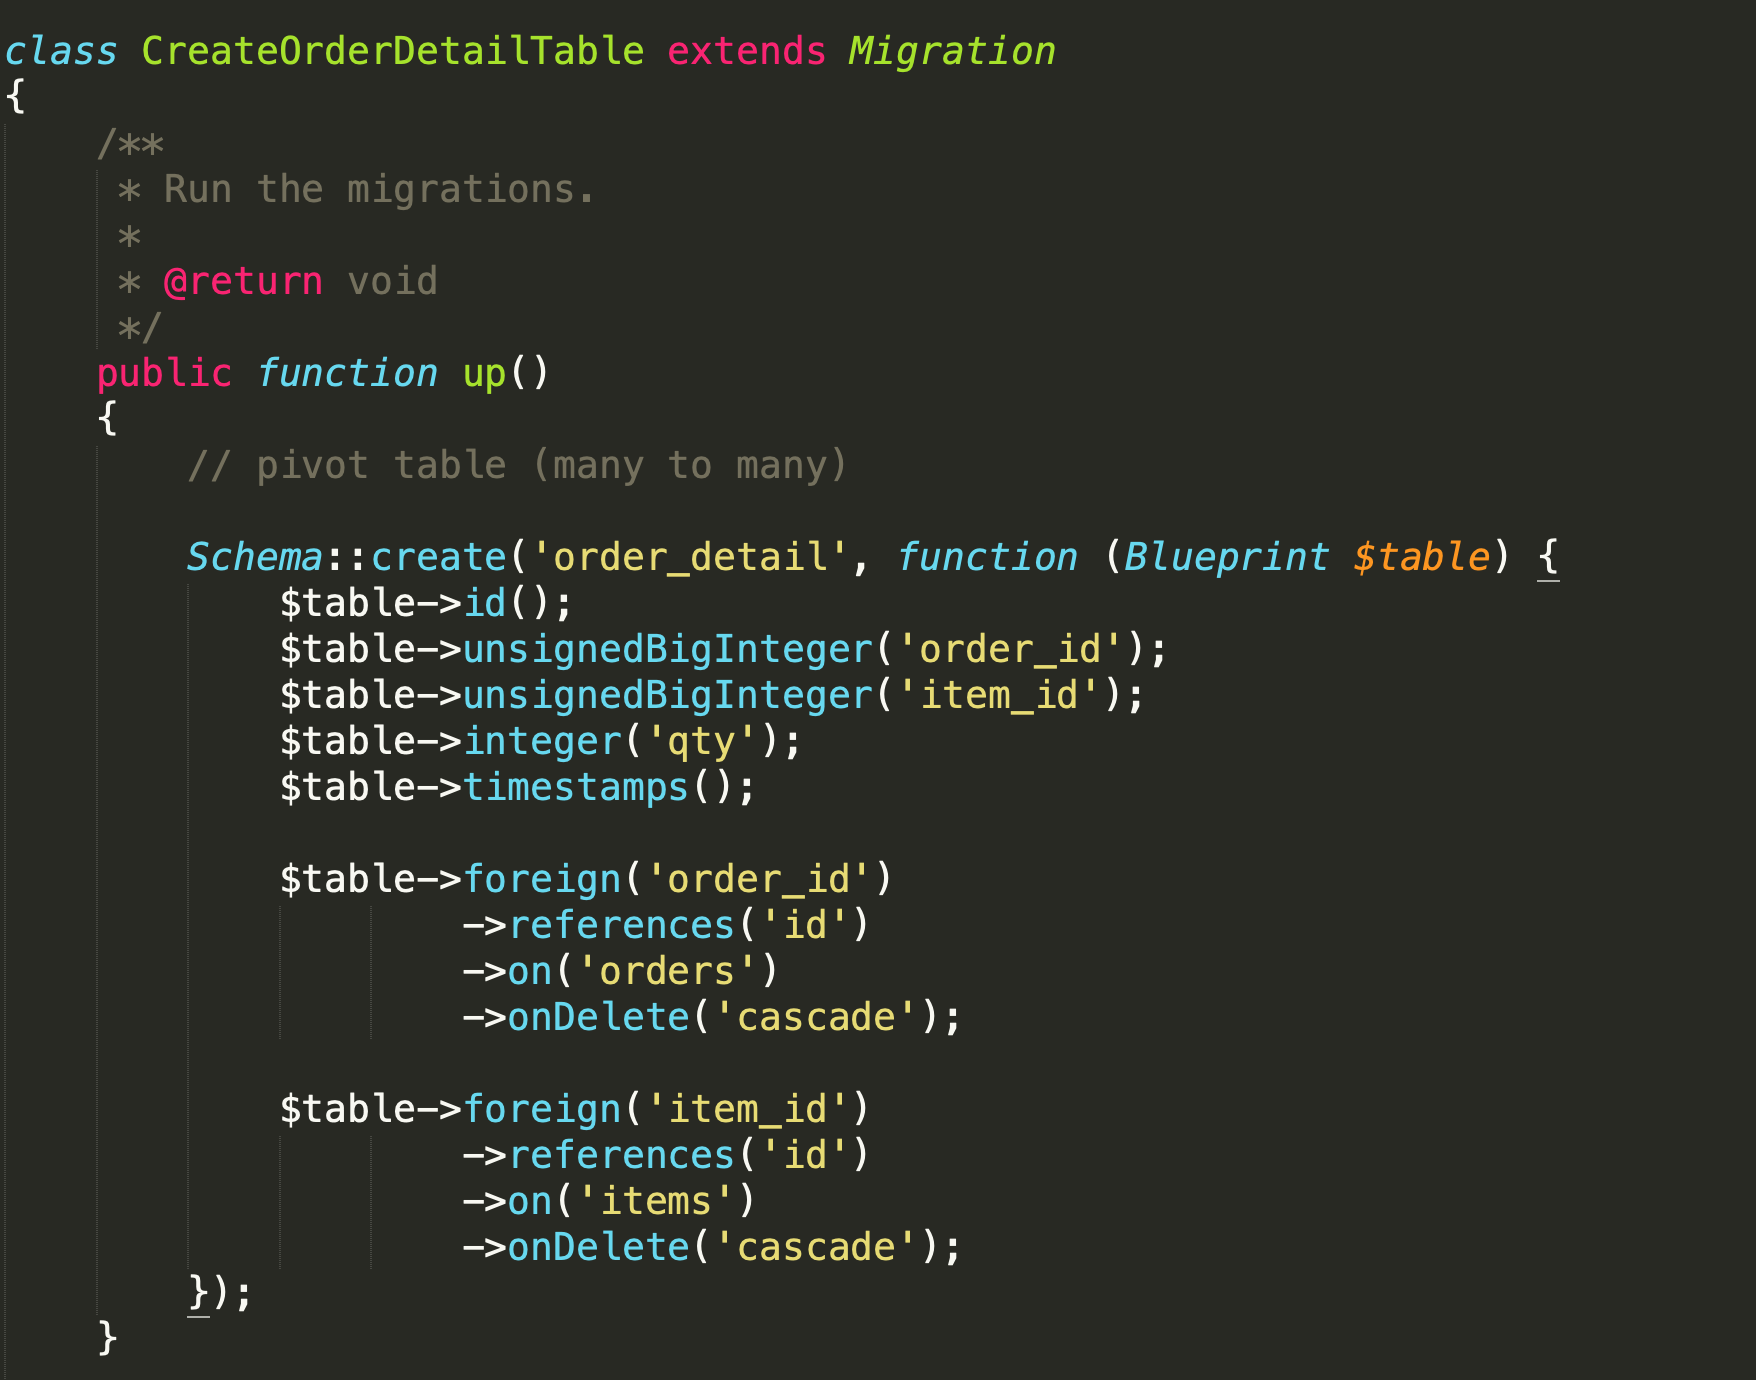 class CreateOrderDetailTable extends Migration
{
    /**
     * Run the migrations.
     *
     * @return void
     */
    public function up()
    {
        // pivot table (many to many)

        Schema::create('order_detail', function (Blueprint $table) {
            $table->id();
            $table->unsignedBigInteger('order_id');
            $table->unsignedBigInteger('item_id');
            $table->integer('qty');
            $table->timestamps();

            $table->foreign('order_id')
                    ->references('id')
                    ->on('orders')
                    ->onDelete('cascade');

            $table->foreign('item_id')
                    ->references('id')
                    ->on('items')
                    ->onDelete('cascade');
        });
    }